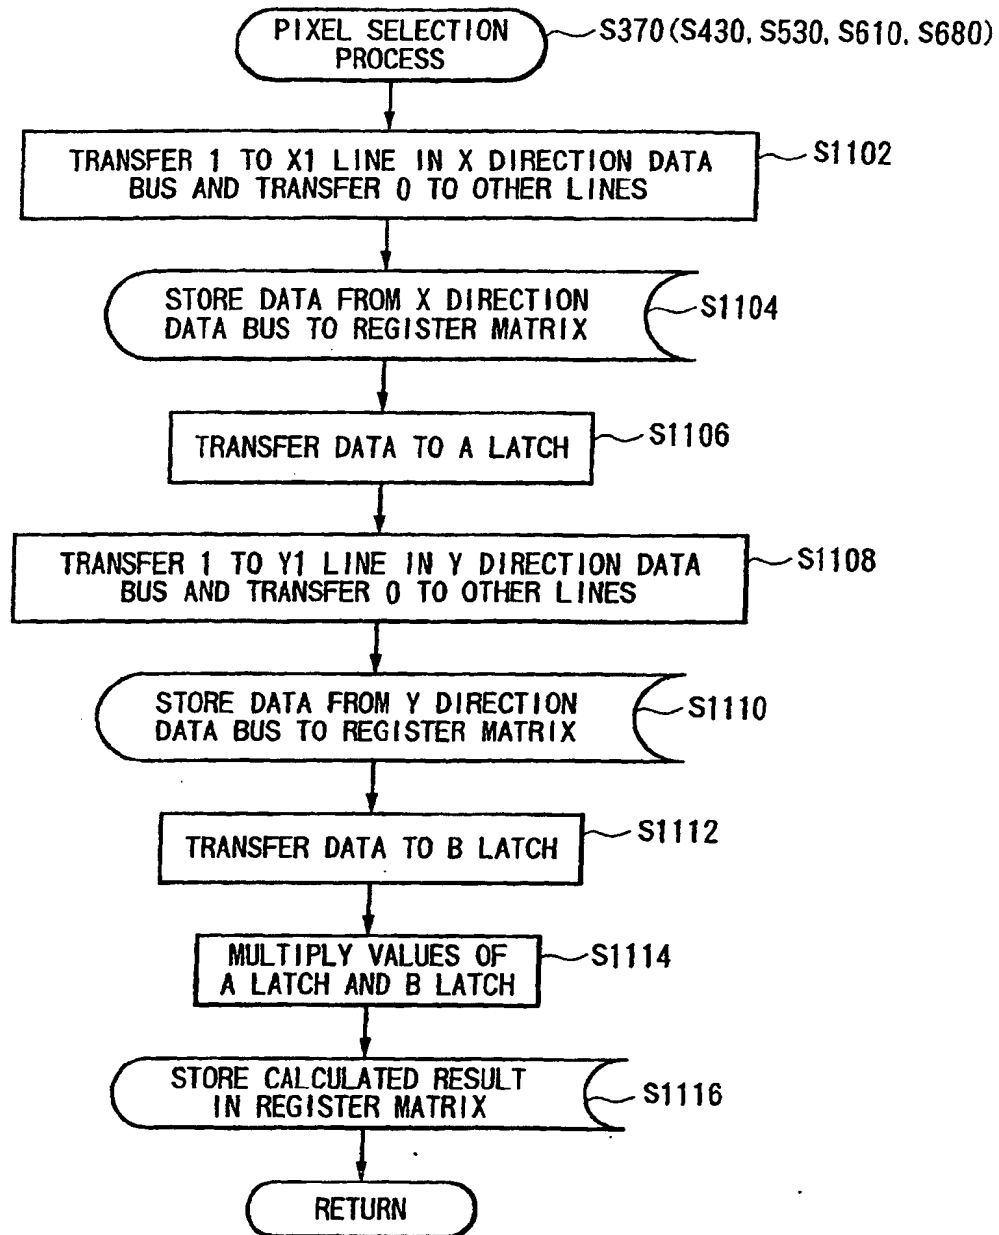 PIXEL SELECTION
PROCESS
S370(S430, S530, S610, S680)
TRANSFER 1 TO X1 LINE IN X DIRECTION DATA
BUS AND TRANSFER 0 TO OTHER LINES
S1102
STORE DATA FROM X DIRECTION
DATA BUS TO REGISTER MATRIX
S1104
TRANSFER DATA TO A LATCH
S1106
TRANSFER 1 TO Y1 LINE IN Y DIRECTION DATA
BUS AND TRANSFER 0 TO OTHER LINES
S1108
STORE DATA FROM Y DIRECTION
DATA BUS TO REGISTER MATRIX
S1110
TRANSFER DATA TO B LATCH
S1112
MULTIPLY VALUES OF
A LATCH AND B LATCH
S1114
STORE CALCULATED RESULT
IN REGISTER MATRIX
S1116
RETURN